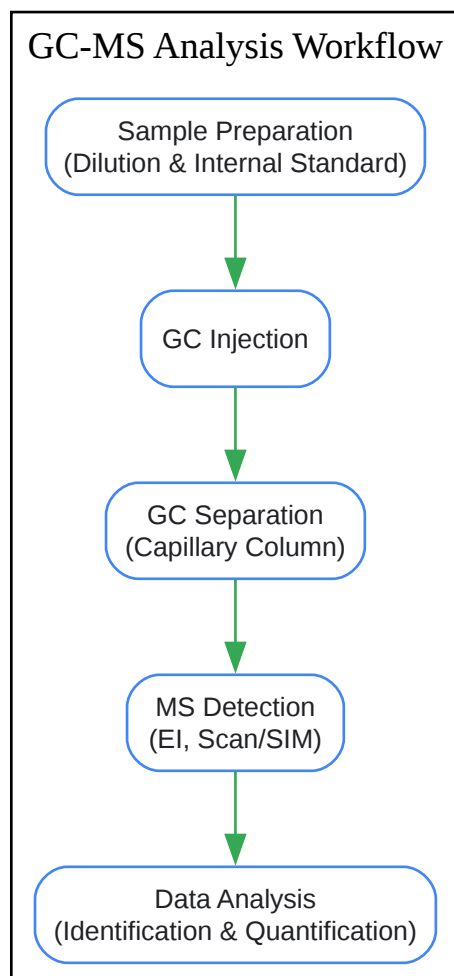 GC-MS Analysis Workflow
Sample Preparation
(Dilution & Internal Standard)
GC Injection
GC Separation
(Capillary Column)
MS Detection
(EI, Scan/SIM)
Data Analysis
(Identification & Quantification)